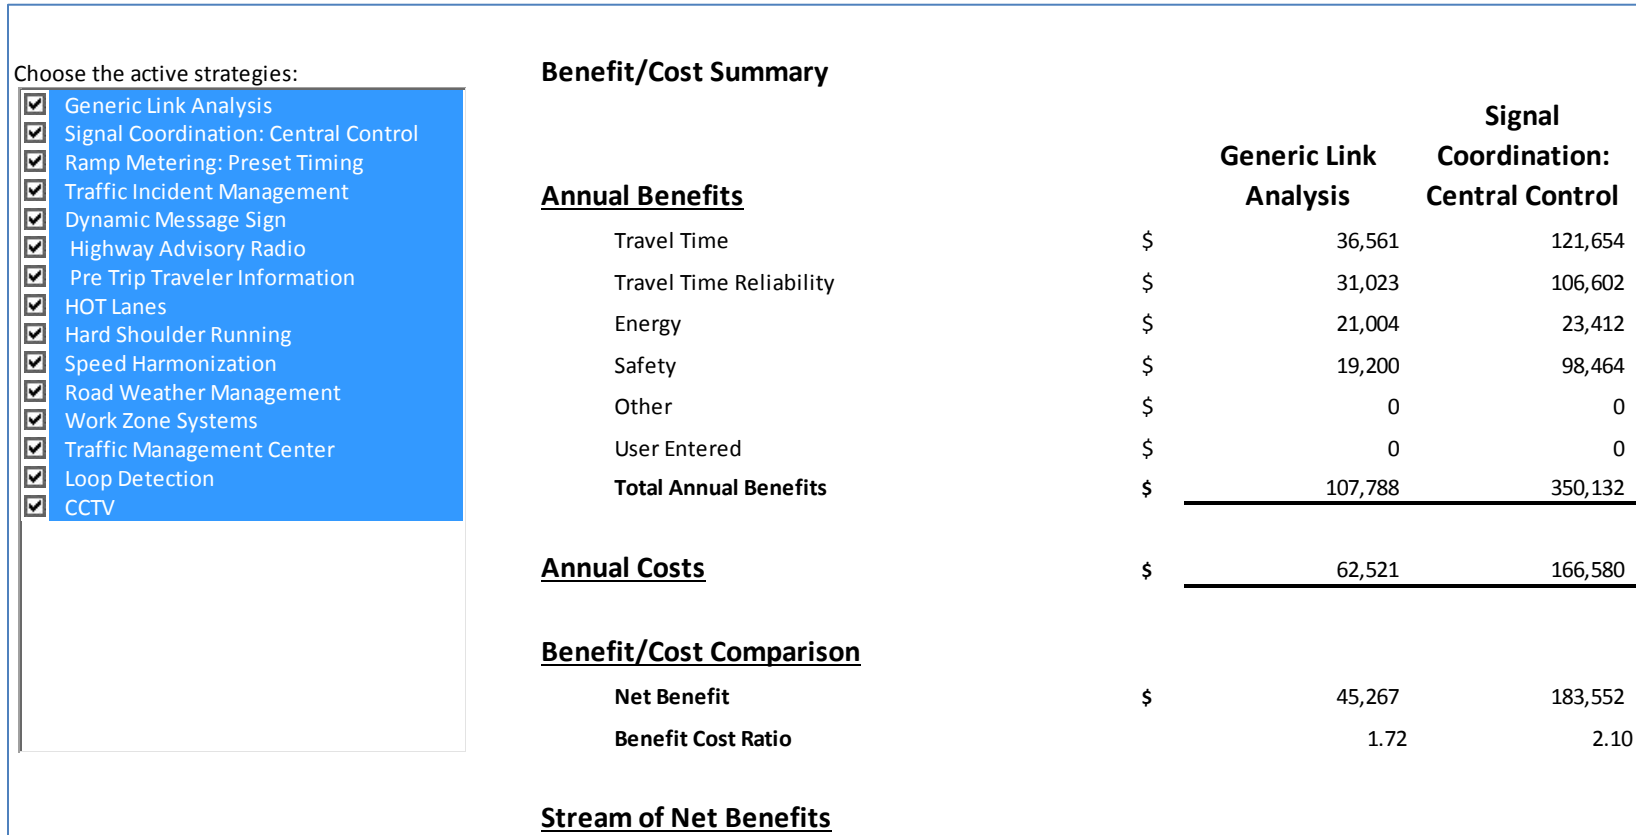 Choose the active strategies:
Generic Link Analysis
Signal Coordination: Central Control
Ramp Metering: Preset Timing
Traffic Incident Management
Dynamic Message Sign
Highway Advisory Radio
Pre Trip Traveler Information
HOT Lanes
Hard Shoulder Running
Speed Harmonization
Road Weather Management
Work Zone Systems
Traffic Management Center
Loop Detection
CCTV
Benefit/Cost Summary
Signal
Generic Link Coordination:
Annual Benefits Analysis Central Control
Travel Time $ 36,561 121,654
Travel Time Reliability $ 31,023 106,602
Energy $ 21,004 23,412
Safety $ 19,200 98,464
Other $ 0 0
User Entered $ 0 0
Total Annual Benefits $ 107,788 350,132
Annual Costs $ 62,521 166,580
Benefit/Cost Comparison
Net Benefit $ 45,267 183,552
Benefit Cost Ratio 1.72 2.10
Stream of Net Benefits